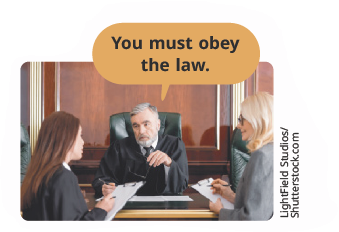 You must obey
the law.
LightField Studios/
Shutterstock.com